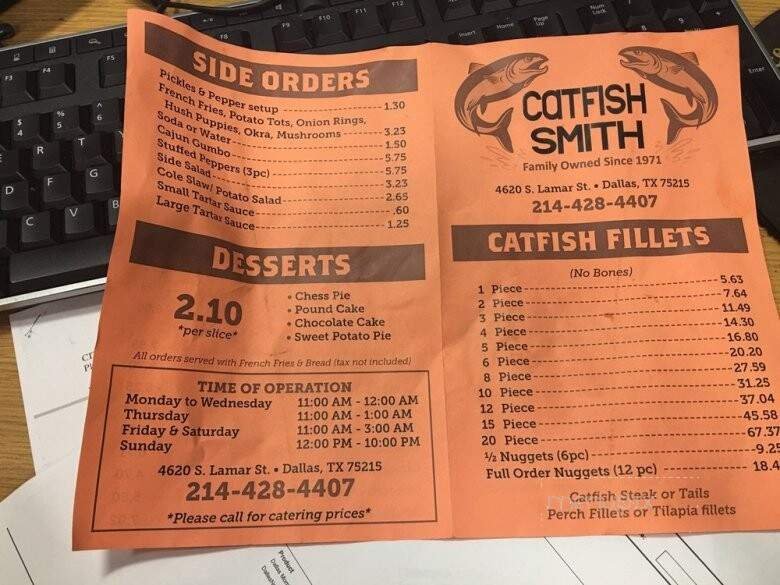 SIDE ORDERS
Pickles & Pepper setup 1.30
French Fries, Potato Tots, Onion Rings,
Hush Puppies, Okra, Mushrooms 3.23
Soda or Water 1.50
Cajun Gumbo 5.75
Stuffed Peppers (3pc) 5.75
Side Salad 3.23
Cole Slaw/ Potato Salad 2.65
Small Tartar Sauce .60
Large Tartar Sauce 1.25
DESSERTS
2.10
*per slice*
• Chess Pie
• Pound Cake
• Chocolate Cake
• Sweet Potato Pie
All orders served with French Fries & Bread (tax not included)
TIME OF OPERATION
Monday to Wednesday 11:00 AM - 12:00 AM
Thursday 11:00 AM - 1:00 AM
Friday & Saturday 11:00 AM - 3:00 AM
Sunday 12:00 PM - 10:00 PM
4620 S. Lamar St. • Dallas, TX 75215
214-428-4407
*Please call for catering prices*
CATFISH
SMITH
Family Owned Since 1971
4620 S. Lamar St. • Dallas, TX 75215
214-428-4407
CATFISH FILLETS
(No Bones)
1 Piece 5.63
2 Piece 7.64
3 Piece 11.49
4 Piece 14.30
5 Piece 16.80
6 Piece 20.20
8 Piece 27.59
10 Piece 31.25
12 Piece 37.04
15 Piece 45.58
20 Piece 67.37
½ Nuggets (6pc) 9.25
Full Order Nuggets (12 pc) 18.4
Catfish Steak or Tails
Perch Fillets or Tilapia fillets
Product